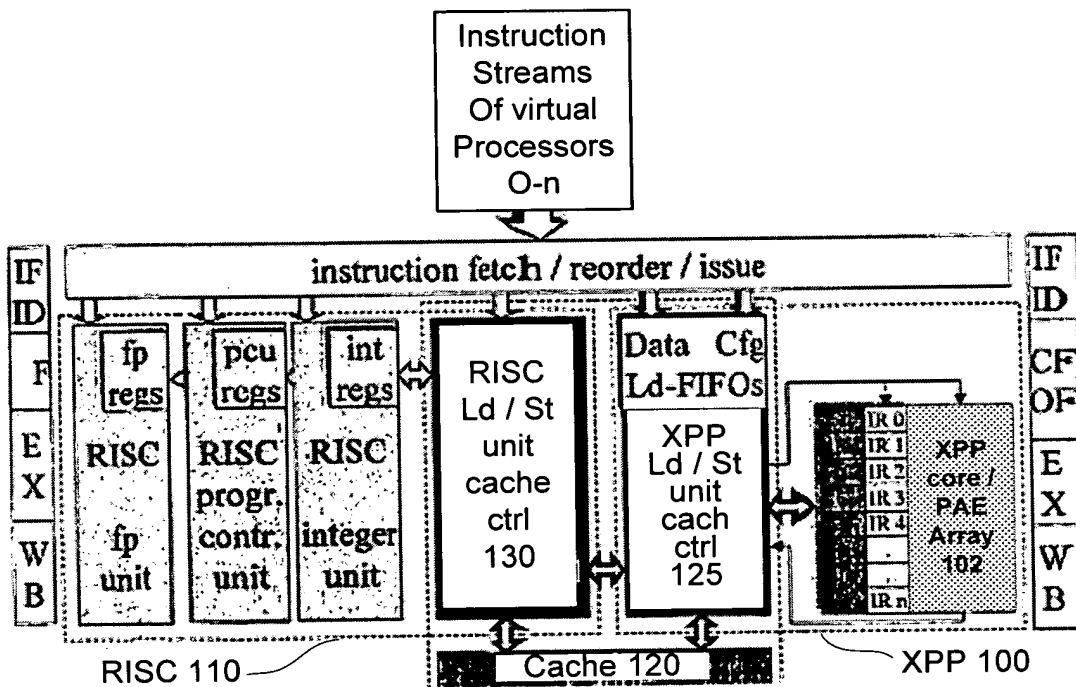 Instruction
Streams
Of virtual
Processors
O-n
IF
ID
F
E
X
W
B
instruction fetch / reorder / issue
fp
regs
RISC
fp
unit
pcu
regs
RISC
progr.
contr.
unit
int
regs
RISC
integer
unit
RISC
Ld / St
unit
cache
ctrl
130
Data Cfg
Ld-FIFOs
XPP
Ld / St
unit
cach
ctrl
125
IR 0
IR 1
IR 2
IR 3
IR 4
.
.
IR n
XPP
core /
PAE
Array
102
IF
ID
CF
OF
E
X
W
B
RISC 110
Cache 120
XPP 100